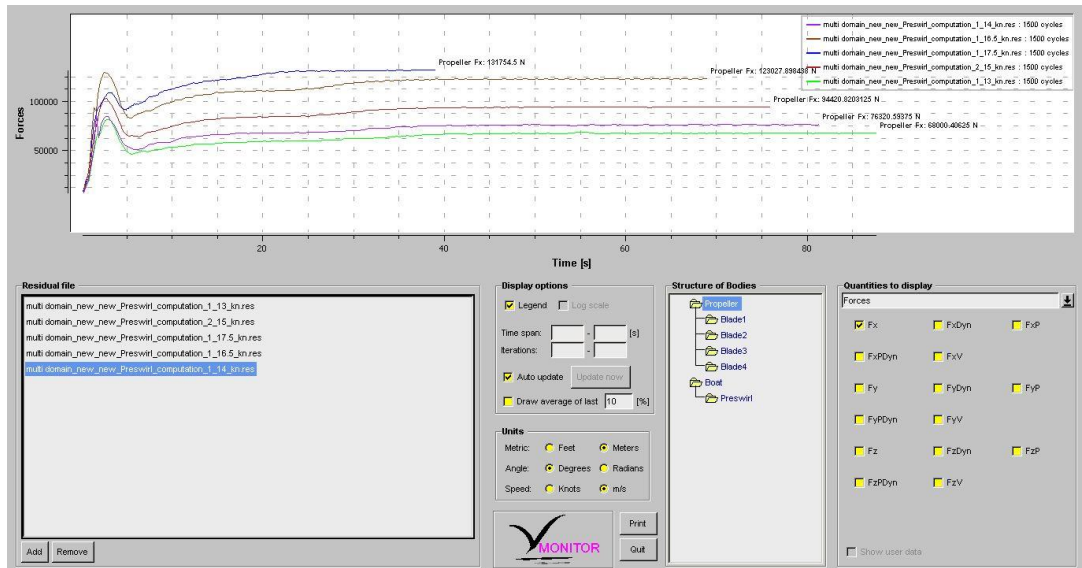 multi domain_new_new_Preswirl_computation_1_14_kn.res : 1500 cycles
multi domain_new_new_Preswirl_computation_1_16.5_kn.res : 1500 cycles
multi domain_new_new_Preswirl_computation_1_17.5_kn.res : 1500 cycles
multi domain_new_new_Preswirl_computation_2_15_kn.res : 1500 cycles
multi domain_new_new_Preswirl_computation_1_13_kn.res : 1500 cycles
Propeller Fx: 131754.5 N
Propeller Fx: 123027.898438 N
Propeller Fx: 94420.8203125 N
Propeller Fx: 76320.59375 N
Propeller Fx: 68000.40625 N
Forces
100000
50000
20 40 60 80
Time [s]
Residual file
multi domain_new_new_Preswirl_computation_1_13_kn.res
multi domain_new_new_Preswirl_computation_2_15_kn.res
multi domain_new_new_Preswirl_computation_1_17.5_kn.res
multi domain_new_new_Preswirl_computation_1_16.5_kn.res
multi domain_new_new_Preswirl_computation_1_14_kn.res
Add Remove
Display options
Legend Log scale
Time span: - [s]
Iterations: -
Auto update Update now
Draw average of last 10 [%]
Units
Metric: Feet Meters
Angle: Degrees Radians
Speed: Knots m/s
MONITOR
Print
Quit
Structure of Bodies
Propeller
Blade1
Blade2
Blade3
Blade4
Boat
Preswirl
Quantities to display
Forces
Fx FxDyn FxP
FxPDyn FxV
Fy FyDyn FyP
FyPDyn FyV
Fz FzDyn FzP
FzPDyn FzV
Show user data